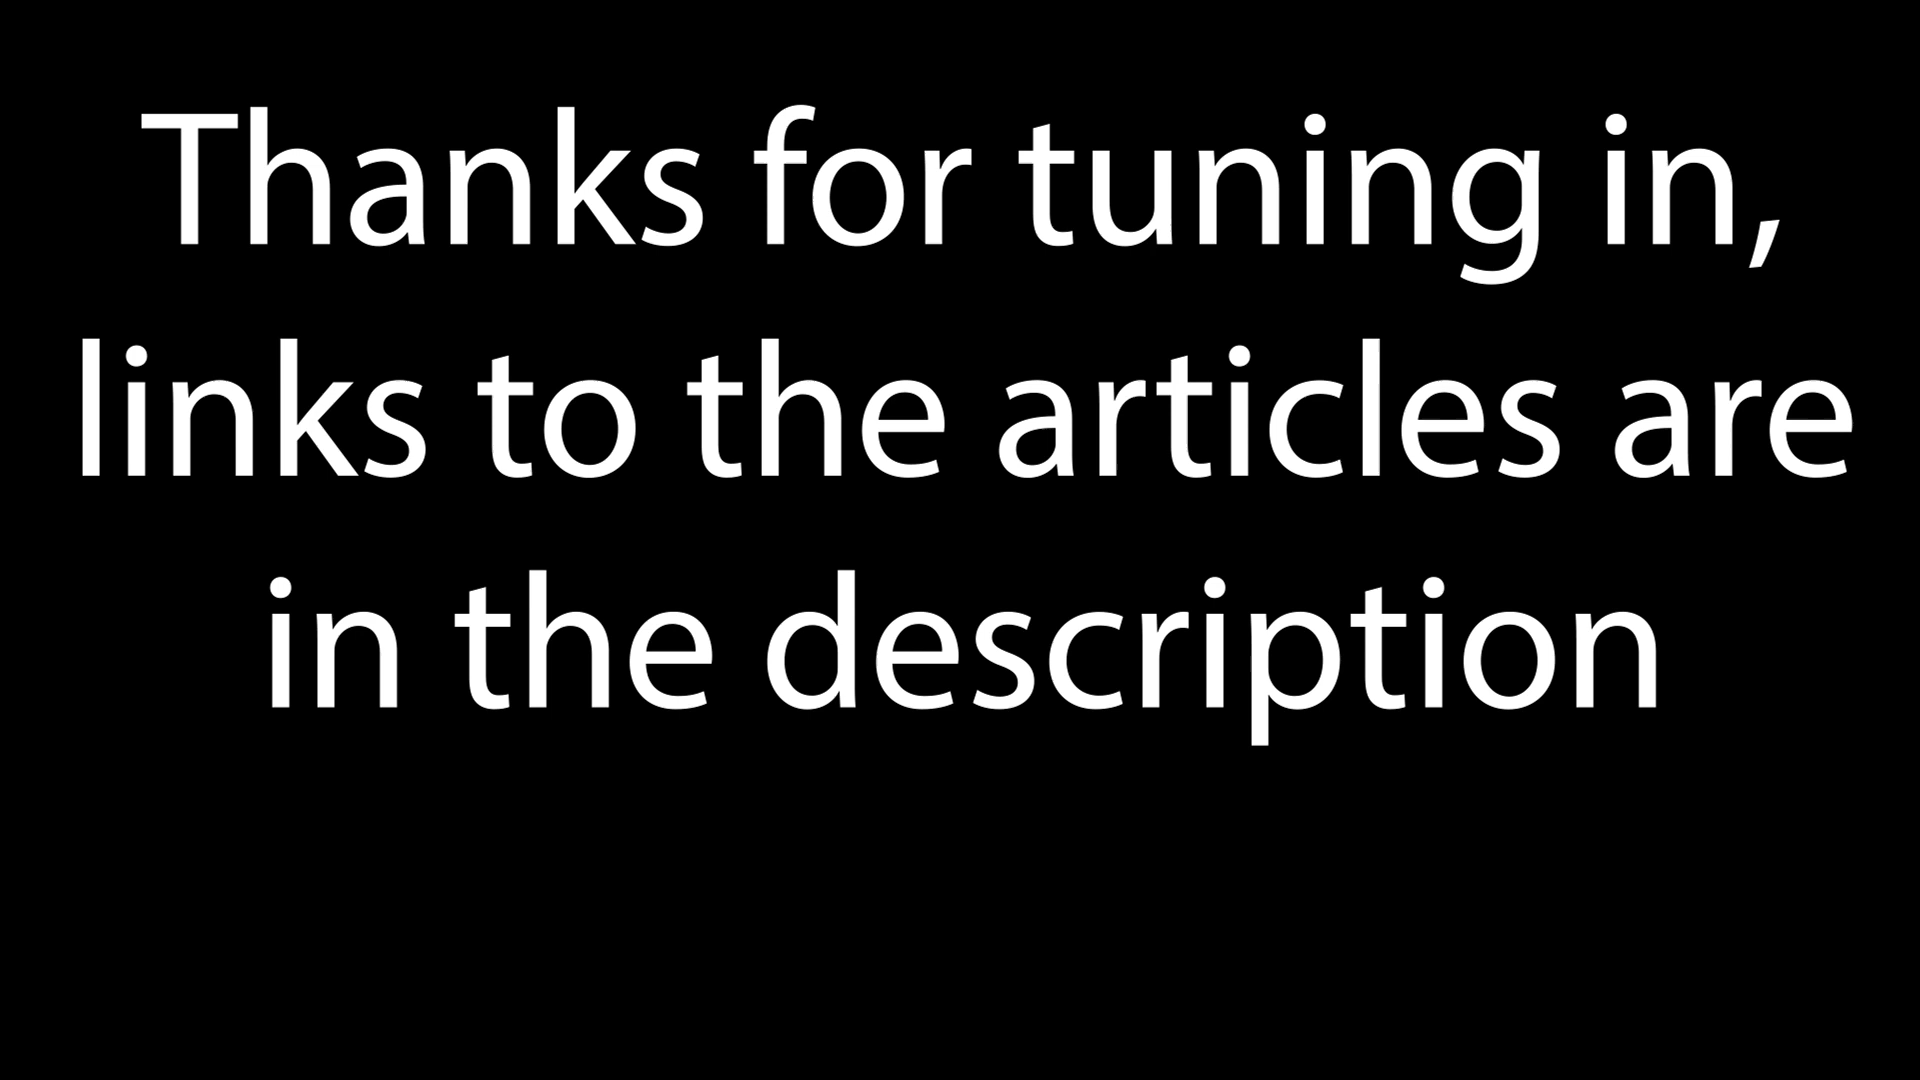 Thanks for tuning in,
links to the articles are
in the description